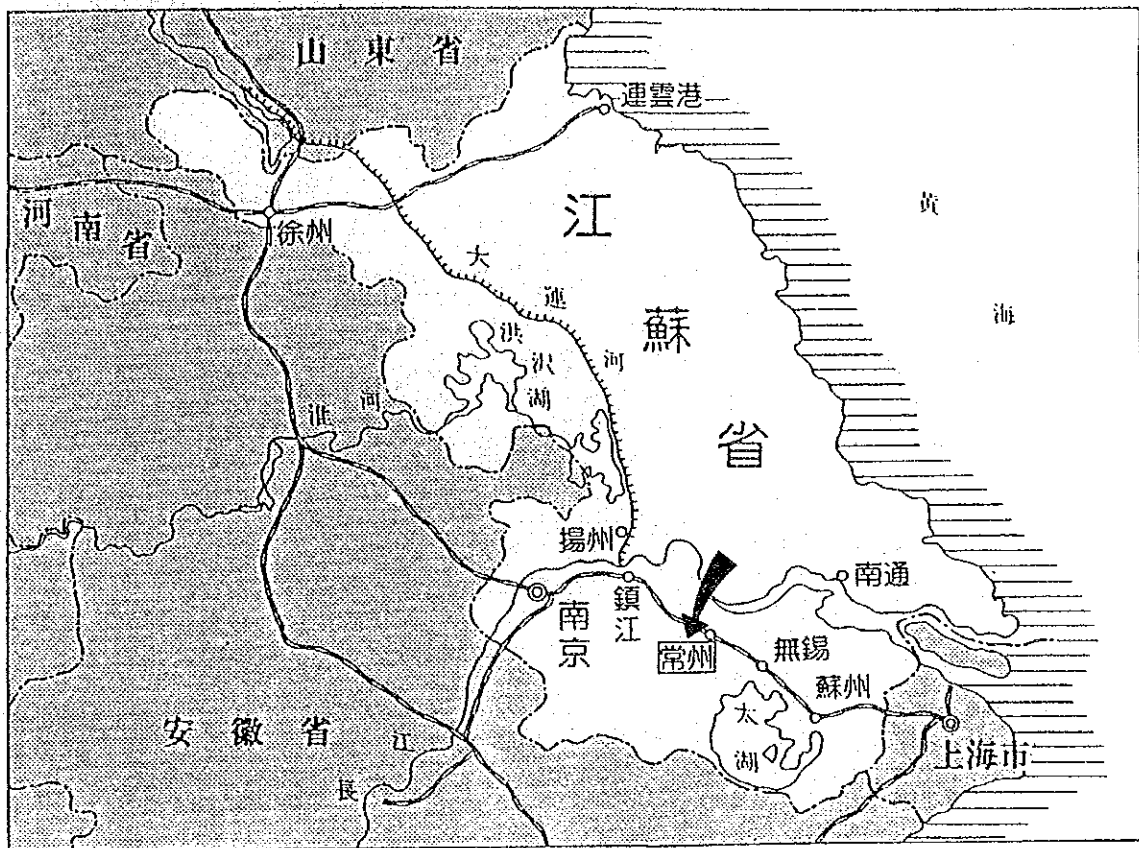 山東省
連雲港
河南省
徐州
江蘇省
黄海
大運河
洪沢湖
淮河
揚州
南通
鎮江
南京
常州
無錫
蘇州
太湖
上海市
安徽省
長江